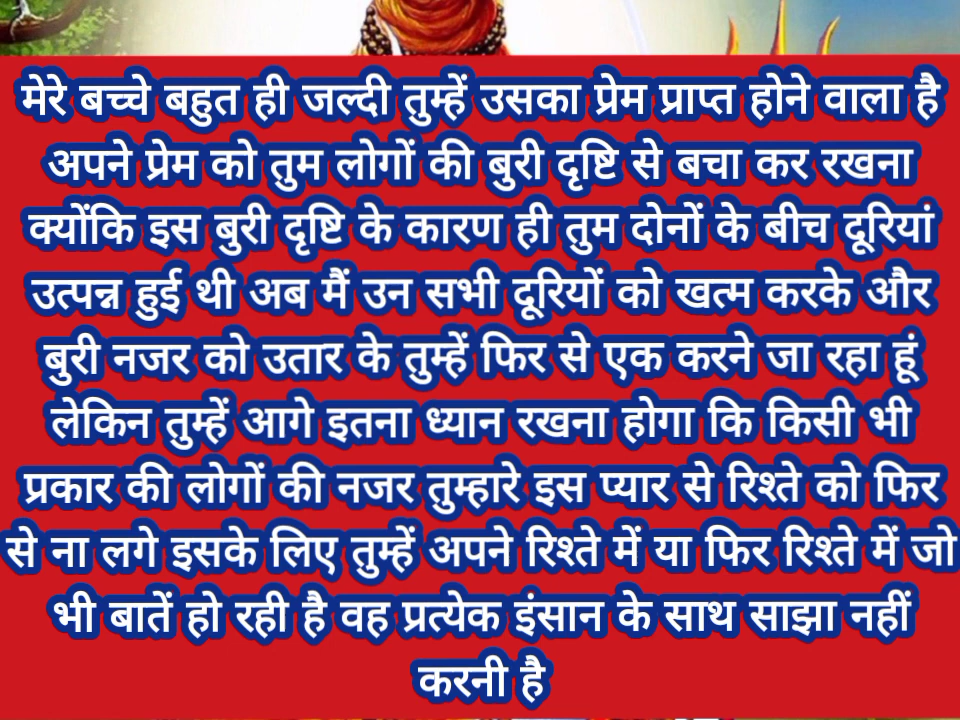 मेरे बच्चे बहुत ही जल्दी तुम्हें उसका प्रेम प्राप्त होने वाला है
अपने प्रेम को तुम लोगों की बुरी दृष्टि से बचा कर रखना
क्योंकि इस बुरी दृष्टि के कारण ही तुम दोनों के बीच दूरियां
उत्पन्न हुई थी अब मैं उन सभी दूरियों को खत्म करके और
बुरी नजर को उतार के तुम्हें फिर से एक करने जा रहा हूं
लेकिन तुम्हें आगे इतना ध्यान रखना होगा कि किसी भी
प्रकार की लोगों की नजर तुम्हारे इस प्यार से रिश्ते को फिर
से ना लगे इसके लिए तुम्हें अपने रिश्ते में या फिर रिश्ते में जो
भी बातें हो रही है वह प्रत्येक इंसान के साथ साझा नहीं
करनी है